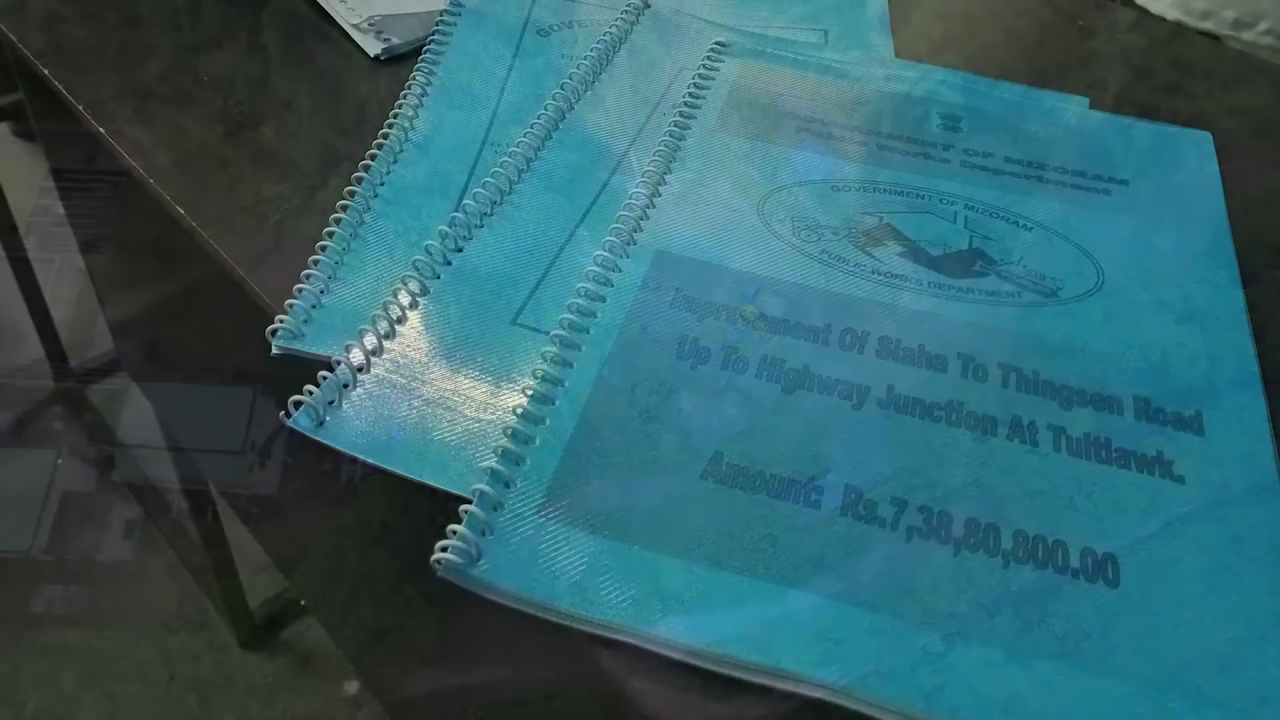 GOVERNMENT OF MIZORAM
Public Works Department
GOVERNMENT OF MIZORAM
PUBLIC WORKS DEPARTMENT
Improvement Of Siaha To Thingsen Road
Up To Highway Junction At Tuitlawk.
Amount: Rs.7,38,80,800.00